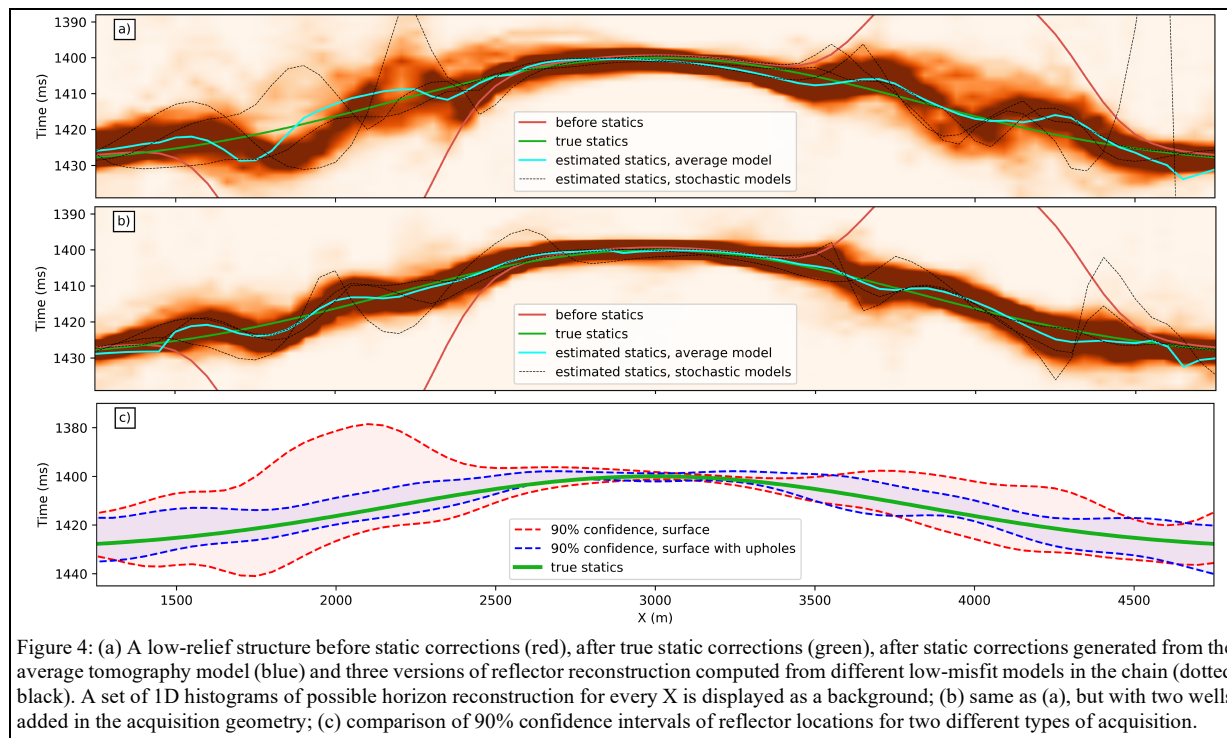 a)
1390
1400
1410
1420
1430
Time (ms)
before statics
true statics
estimated statics, average model
estimated statics, stochastic models
b)
1390
1400
1410
1420
1430
Time (ms)
before statics
true statics
estimated statics, average model
estimated statics, stochastic models
c)
1380
1400
1420
1440
Time (ms)
90% confidence, surface
90% confidence, surface with upholes
true statics
1500 2000 2500 3000 3500 4000 4500
X (m)
Figure 4: (a) A low-relief structure before static corrections (red), after true static corrections (green), after static corrections generated from the
average tomography model (blue) and three versions of reflector reconstruction computed from different low-misfit models in the chain (dotted
black). A set of 1D histograms of possible horizon reconstruction for every X is displayed as a background; (b) same as (a), but with two wells
added in the acquisition geometry; (c) comparison of 90% confidence intervals of reflector locations for two different types of acquisition.